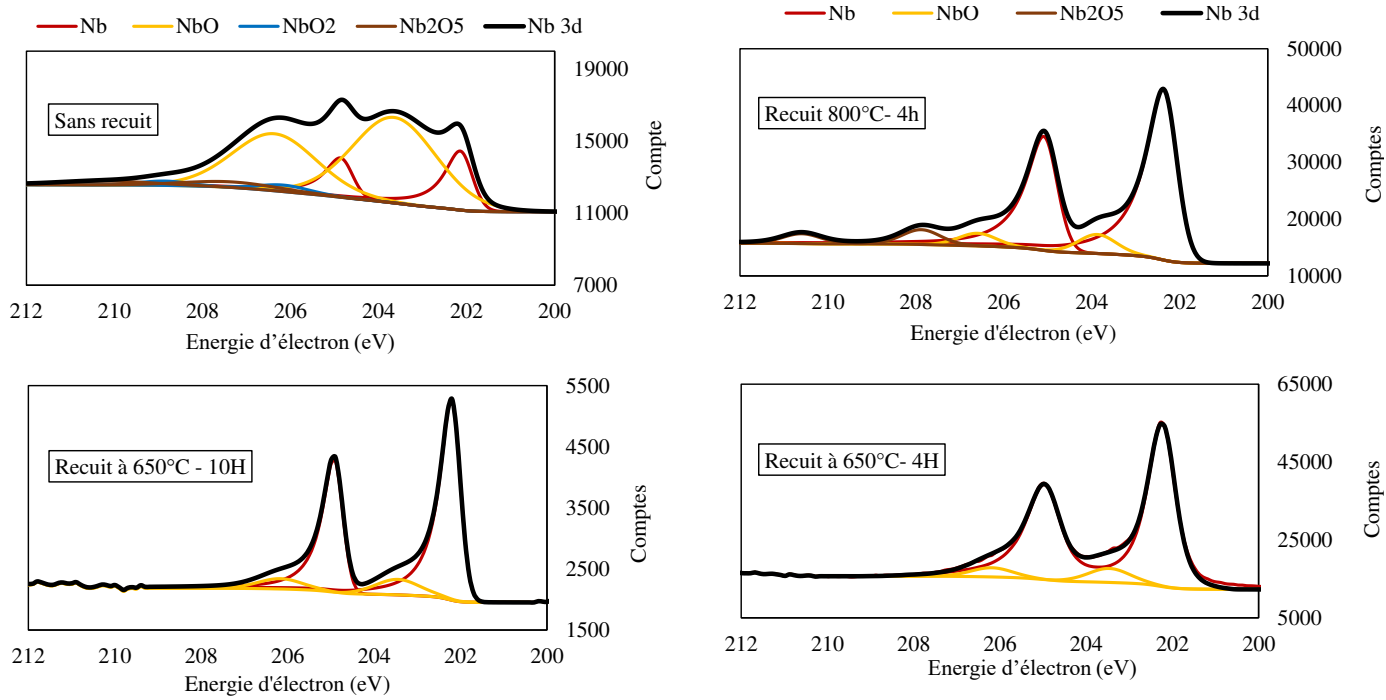 Nb NbO NbO2 Nb2O5 Nb 3d
Sans recuit
19000
15000
11000
7000
Compte
212 210 208 206 204 202 200
Energie d’électron (eV)
Nb NbO Nb2O5 Nb 3d
Recuit 800°C- 4h
50000
40000
30000
20000
10000
Comptes
212 210 208 206 204 202 200
Energie d'électron (eV)
Recuit à 650°C - 10H
5500
4500
3500
2500
1500
Comptes
212 210 208 206 204 202 200
Energie d'électron (eV)
Recuit à 650°C- 4H
65000
45000
25000
5000
Comptes
212 210 208 206 204 202 200
Energie d’électron (eV)